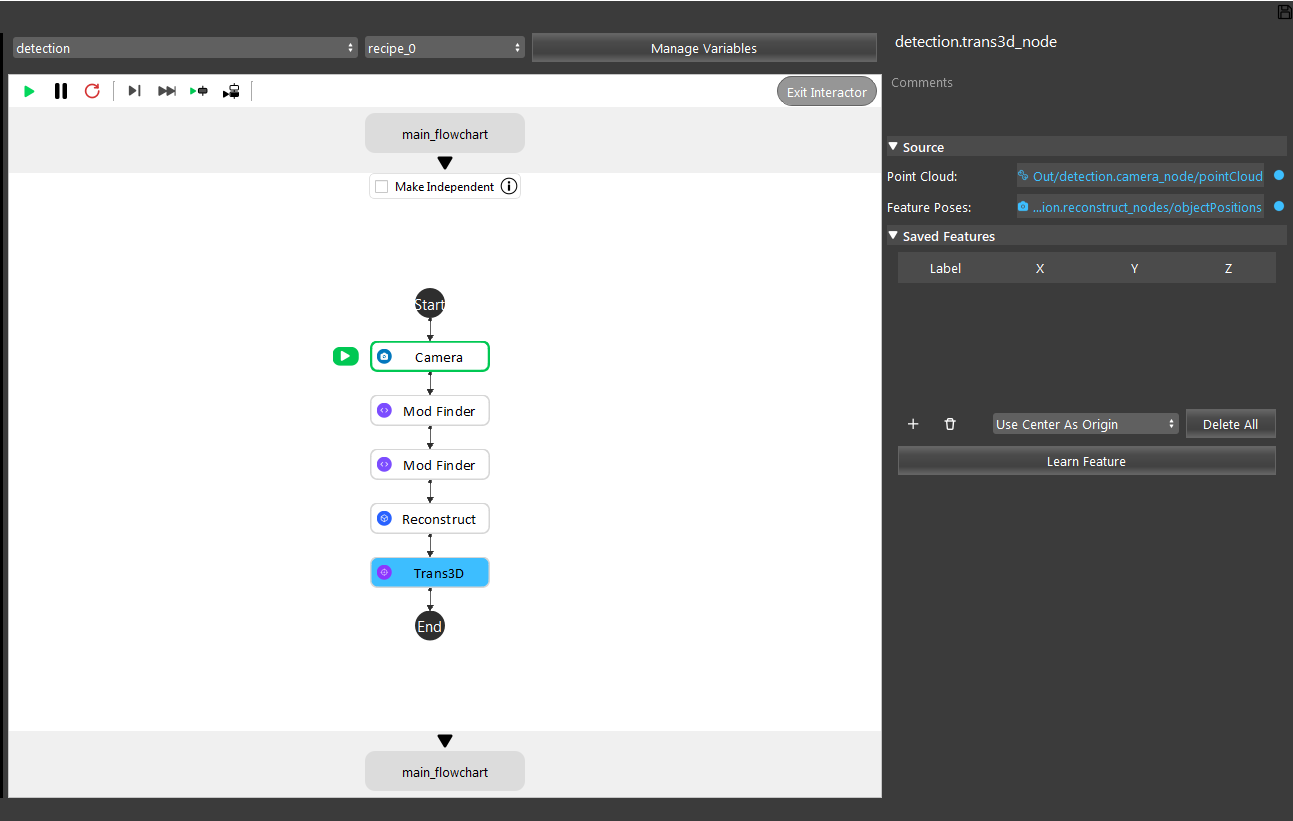 detection
recipe_0
Manage Variables
detection.trans3d_node
Comments
Exit Interactor
main_flowchart
Make Independent
Start
Camera
Mod Finder
Mod Finder
Reconstruct
Trans3D
End
main_flowchart
Source
Point Cloud: Out/detection.camera_node/pointCloud
Feature Poses: ...ion.reconstruct_nodes/objectPositions
Saved Features
Label X Y Z
Use Center As Origin
Delete All
Learn Feature